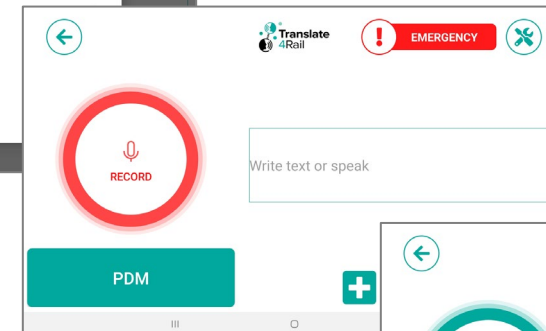 Translate
4Rail
! EMERGENCY
RECORD
Write text or speak
PDM